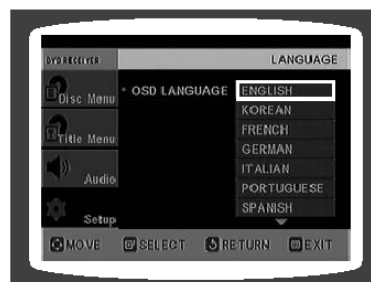 DVD RECEIVER
LANGUAGE
Disc Menu
Title Menu
Audio
Setup
OSD LANGUAGE
ENGLISH
KOREAN
FRENCH
GERMAN
ITALIAN
PORTUGUESE
SPANISH
MOVE SELECT RETURN EXIT